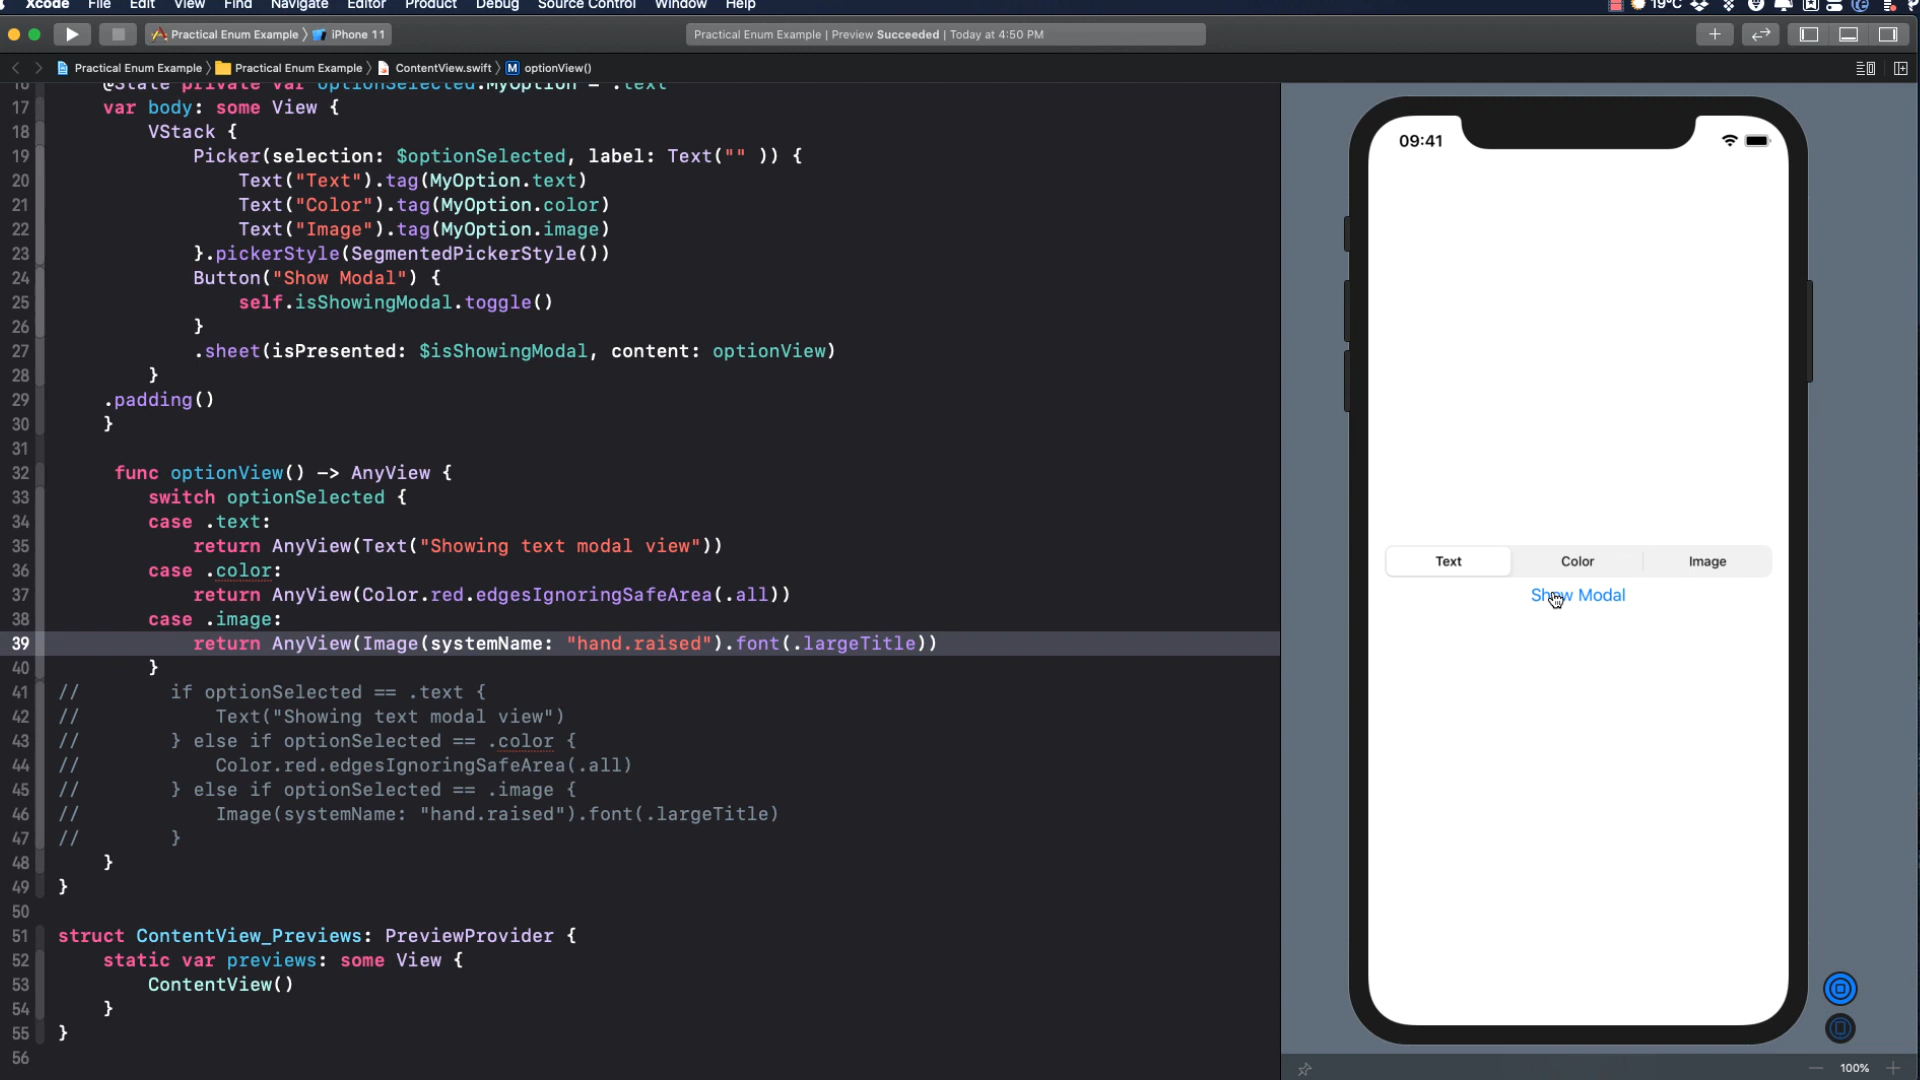 Xcode File Edit View Find Navigate Editor Product Debug Source Control Window Help 19°C
Practical Enum Example 〉 iPhone 11 Practical Enum Example | Preview Succeeded | Today at 4:50 PM
Practical Enum Example 〉 Practical Enum Example 〉 ContentView.swift 〉 M optionView()
16 @State private var optionSelected:MyOption = .text
17 var body: some View {
18 VStack {
19 Picker(selection: $optionSelected, label: Text("" )) {
20 Text("Text").tag(MyOption.text)
21 Text("Color").tag(MyOption.color)
22 Text("Image").tag(MyOption.image)
23 }.pickerStyle(SegmentedPickerStyle())
24 Button("Show Modal") {
25 self.isShowingModal.toggle()
26 }
27 .sheet(isPresented: $isShowingModal, content: optionView)
28 }
29 .padding()
30 }
31
32 func optionView() -> AnyView {
33 switch optionSelected {
34 case .text:
35 return AnyView(Text("Showing text modal view"))
36 case .color:
37 return AnyView(Color.red.edgesIgnoringSafeArea(.all))
38 case .image:
39 return AnyView(Image(systemName: "hand.raised").font(.largeTitle))
40 }
41 // if optionSelected == .text {
42 // Text("Showing text modal view")
43 // } else if optionSelected == .color {
44 // Color.red.edgesIgnoringSafeArea(.all)
45 // } else if optionSelected == .image {
46 // Image(systemName: "hand.raised").font(.largeTitle)
47 // }
48 }
49 }
50
51 struct ContentView_Previews: PreviewProvider {
52 static var previews: some View {
53 ContentView()
54 }
55 }
56
09:41
Text Color Image
Show Modal
100%